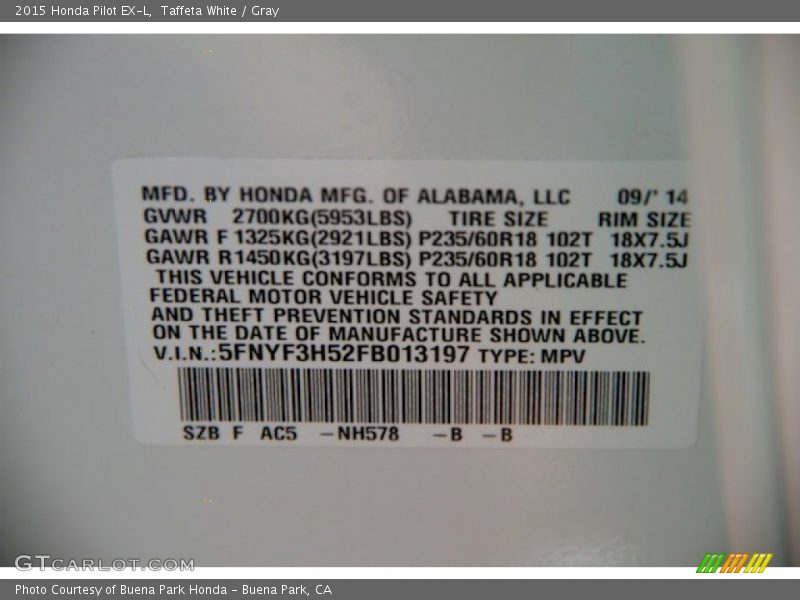 2015 Honda Pilot EX-L, Taffeta White / Gray
MFD. BY HONDA MFG. OF ALABAMA, LLC 09/' 14
GVWR 2700KG(5953LBS) TIRE SIZE RIM SIZE
GAWR F 1325KG(2921LBS) P235/60R18 102T 18X7.5J
GAWR R1450KG(3197LBS) P235/60R18 102T 18X7.5J
THIS VEHICLE CONFORMS TO ALL APPLICABLE
FEDERAL MOTOR VEHICLE SAFETY
AND THEFT PREVENTION STANDARDS IN EFFECT
ON THE DATE OF MANUFACTURE SHOWN ABOVE.
V.I.N.:5FNYF3H52FB013197 TYPE: MPV
SZB F AC5 -NH578 -B -B
GTCARLOT.COM
Photo Courtesy of Buena Park Honda - Buena Park, CA